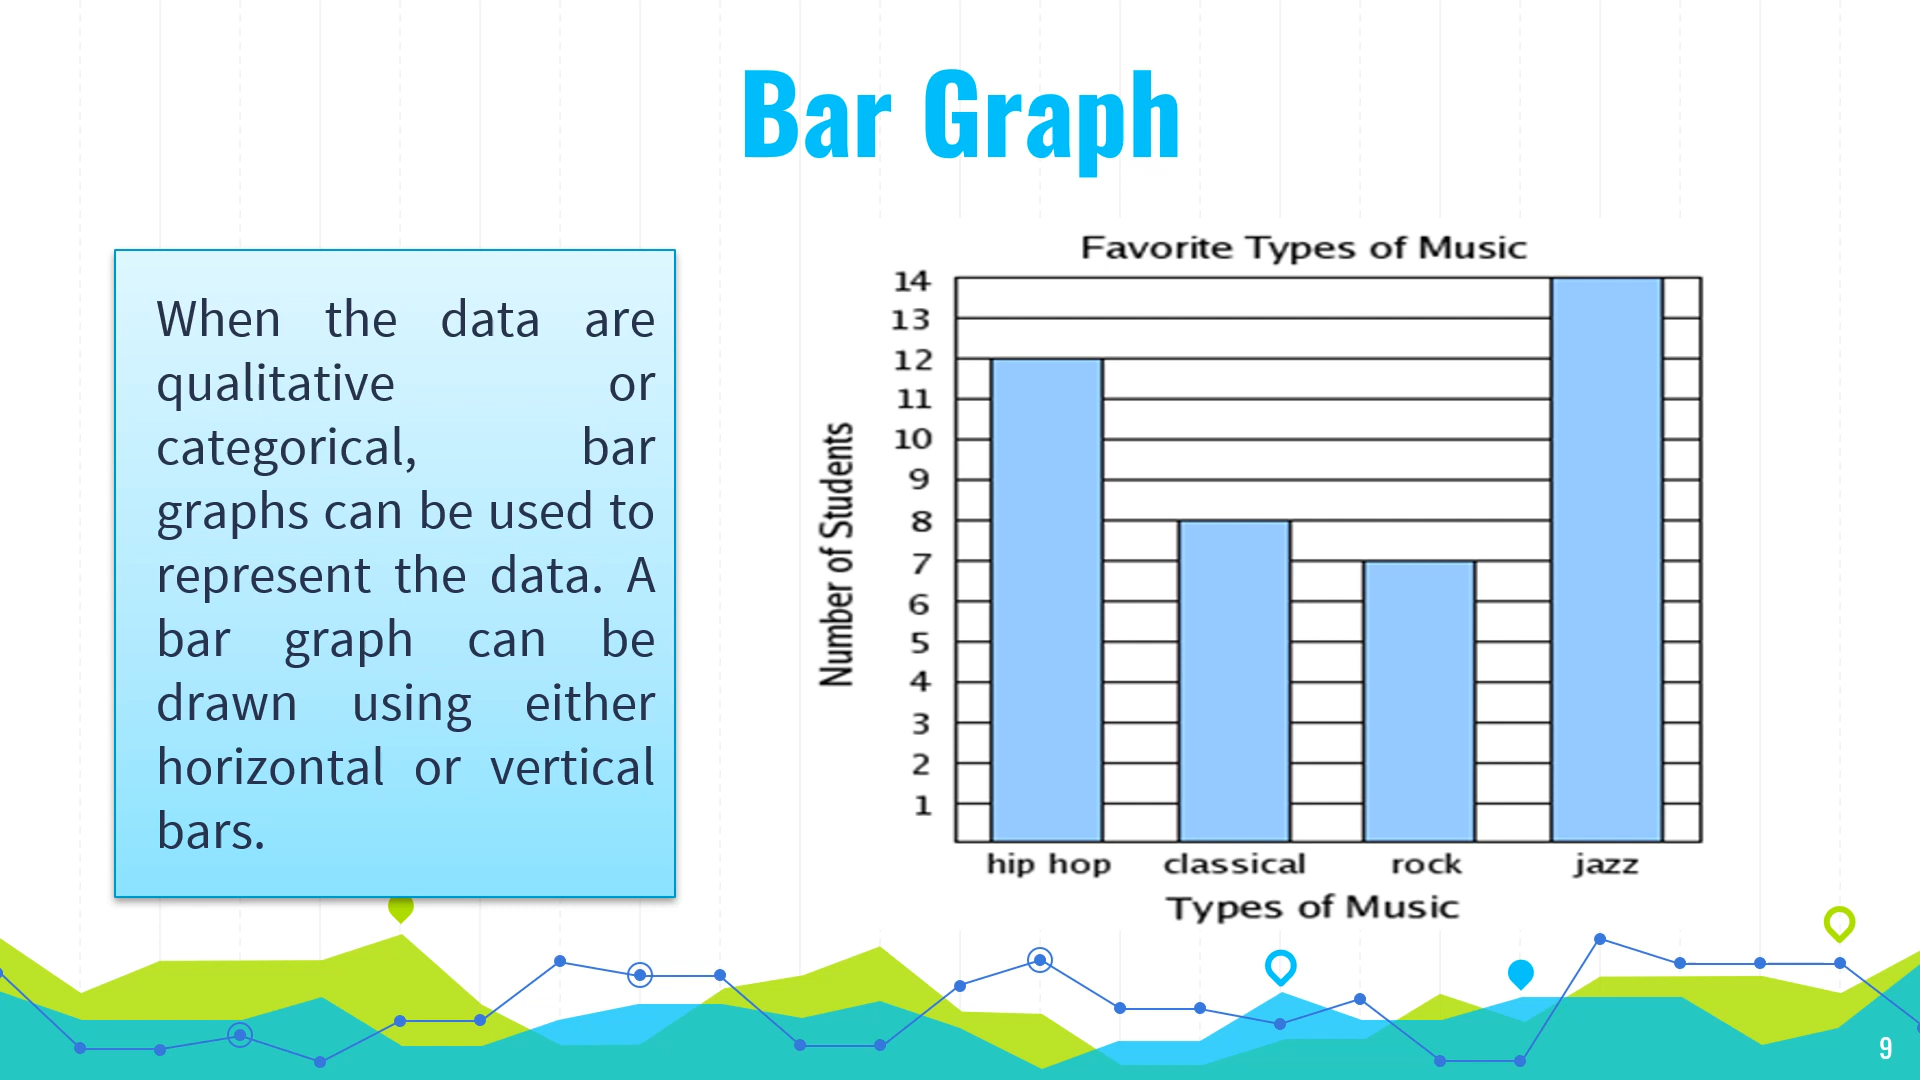 Bar Graph
When the data are
qualitative or
categorical, bar
graphs can be used to
represent the data. A
bar graph can be
drawn using either
horizontal or vertical
bars.
Favorite Types of Music
Number of Students
14
13
12
11
10
9
8
7
6
5
4
3
2
1
hip hop classical rock jazz
Types of Music
9